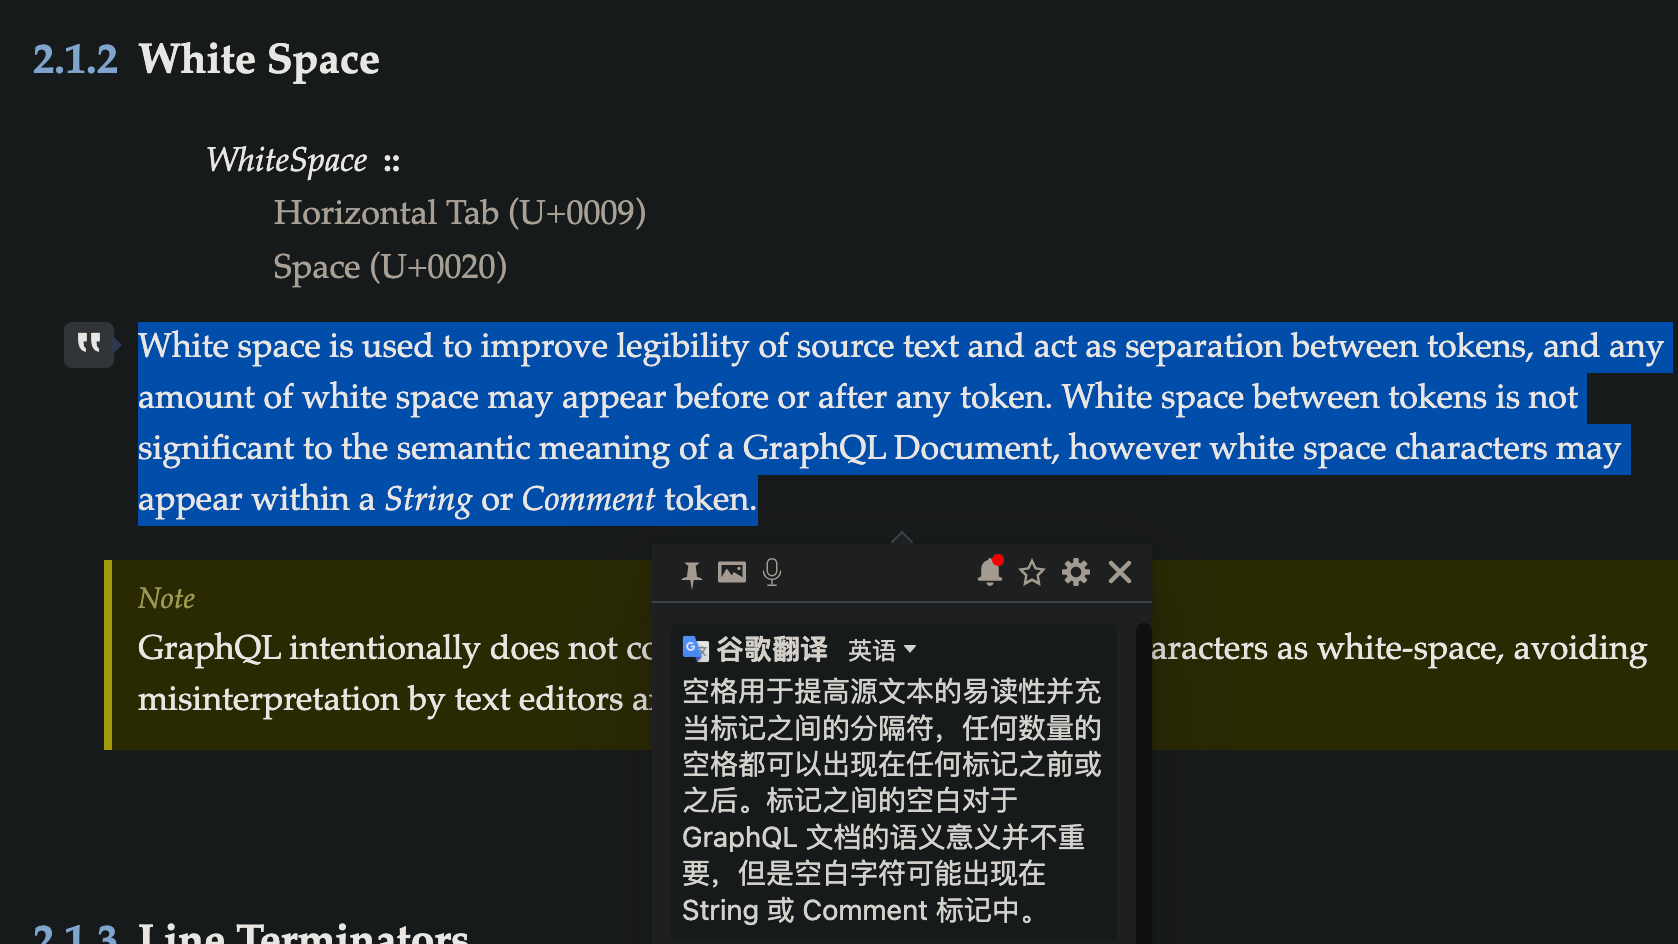 2.1.2 White Space
WhiteSpace ::
Horizontal Tab (U+0009)
Space (U+0020)
White space is used to improve legibility of source text and act as separation between tokens, and any
amount of white space may appear before or after any token. White space between tokens is not
significant to the semantic meaning of a GraphQL Document, however white space characters may
appear within a String or Comment token.
Note
GraphQL intentionally does not co
aracters as white-space, avoiding
misinterpretation by text editors a
谷歌翻译 英语
空格用于提高源文本的易读性并充
当标记之间的分隔符，任何数量的
空格都可以出现在任何标记之前或
之后。标记之间的空白对于
GraphQL 文档的语义意义并不重
要，但是空白字符可能出现在
String 或 Comment 标记中。
2.1.3 Line Terminators